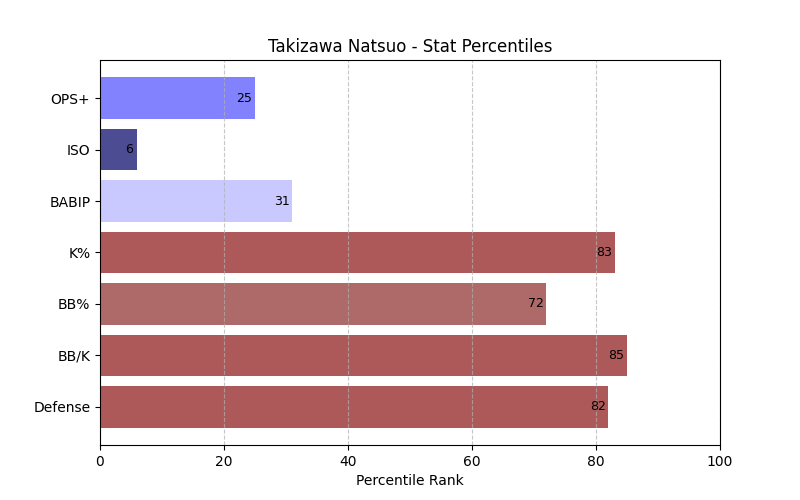 Takizawa Natsuo - Stat Percentiles
OPS+ 25
ISO 6
BABIP 31
K% 83
BB% 72
BB/K 85
Defense 82
0 20 40 60 80 100
Percentile Rank